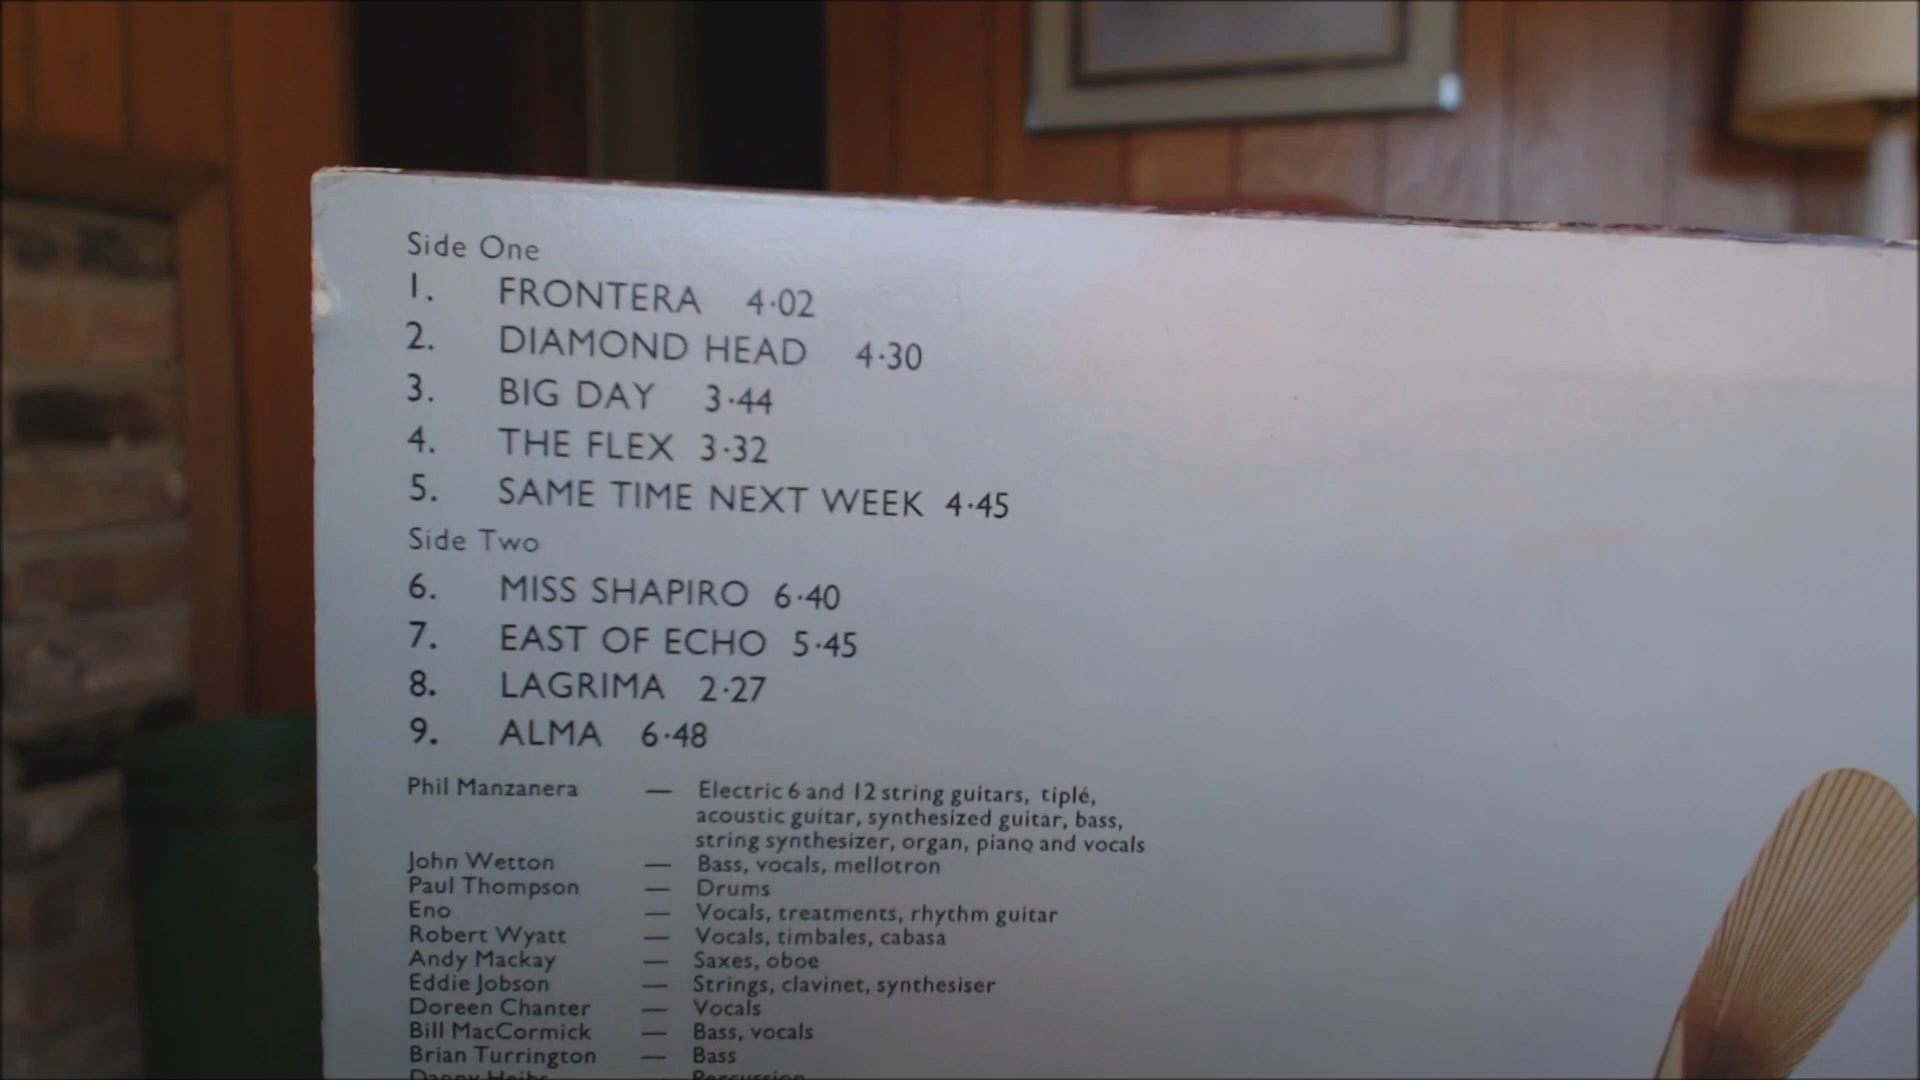 Side One
1. FRONTERA 4·02
2. DIAMOND HEAD 4·30
3. BIG DAY 3·44
4. THE FLEX 3·32
5. SAME TIME NEXT WEEK 4·45
Side Two
6. MISS SHAPIRO 6·40
7. EAST OF ECHO 5·45
8. LAGRIMA 2·27
9. ALMA 6·48
Phil Manzanera — Electric 6 and 12 string guitars, tiplé,
acoustic guitar, synthesized guitar, bass,
string synthesizer, organ, piano and vocals
John Wetton — Bass, vocals, mellotron
Paul Thompson — Drums
Eno — Vocals, treatments, rhythm guitar
Robert Wyatt — Vocals, timbales, cabasa
Andy Mackay — Saxes, oboe
Eddie Jobson — Strings, clavinet, synthesiser
Doreen Chanter — Vocals
Bill MacCormick — Bass, vocals
Brian Turrington — Bass